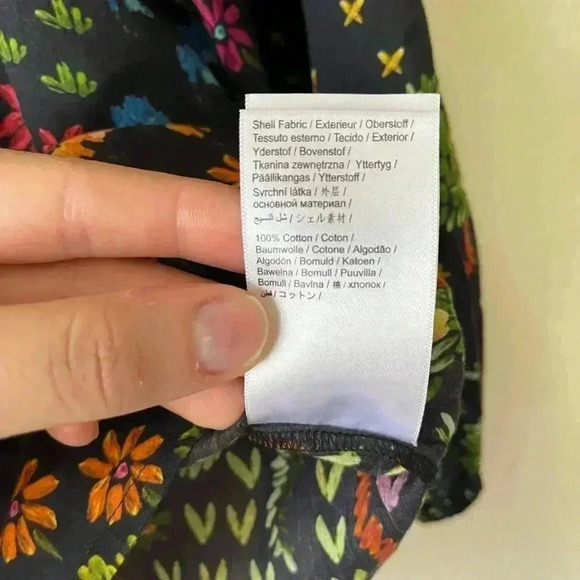 Shell Fabric / Exterieur / Oberstoff /
Tessuto esterno / Tecido / Exterior /
Yderstof / Bovenstof /
Tkanina zewnętrzna / Yttertyg /
Päällikangas / Ytterstoff /
Svrchní látka / 外层 /
основной материал /
シェル素材 /
100% Cotton / Coton /
Baumwolle / Cotone / Algodão /
Algodón / Bomuld / Katoen /
Bawełna / Bomull / Puuvilla /
Bomull / Bavlna / 棉 / хлопок /
قطن / コットン /